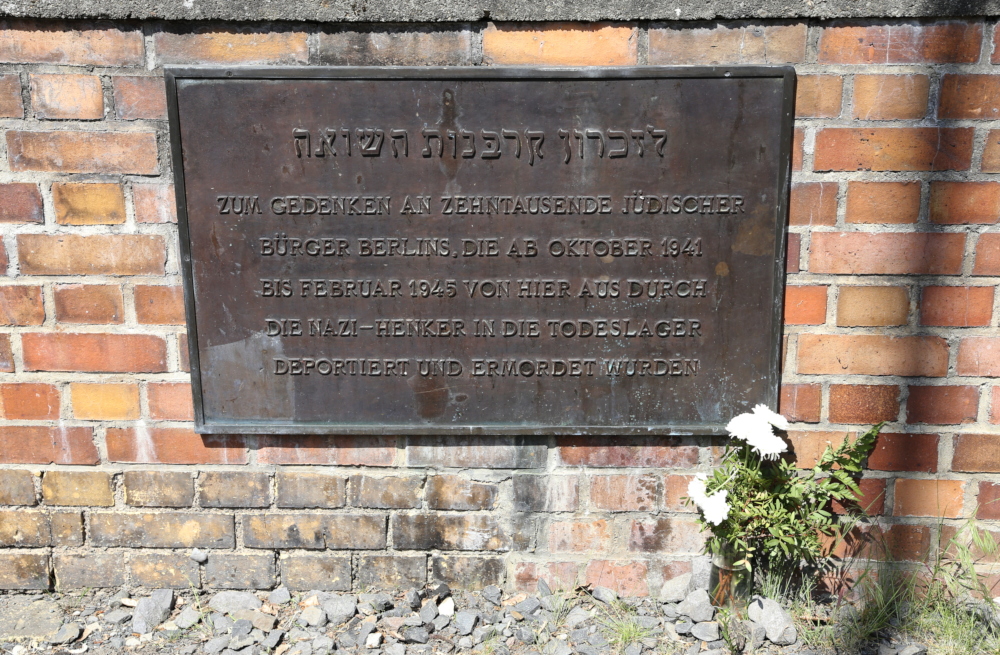 לזכרון קרבנות השואה
ZUM GEDENKEN AN ZEHNTAUSENDE JÜDISCHER
BÜRGER BERLINS, DIE AB OKTOBER 1941
BIS FEBRUAR 1945 VON HIER AUS DURCH
DIE NAZI-HENKER IN DIE TODESLAGER
DEPORTIERT UND ERMORDET WURDEN